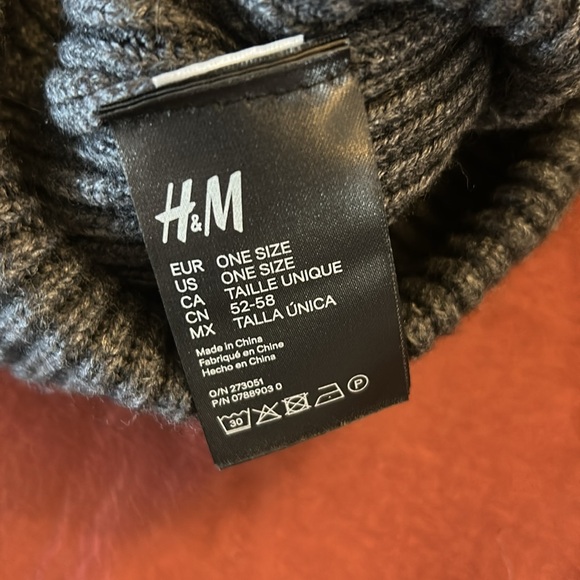 H&M
EUR ONE SIZE
US ONE SIZE
CA TAILLE UNIQUE
CN 52-58
MX TALLA ÚNICA
Made in China
Fabriqué en Chine
Hecho en China
O/N 273051
P/N 0788903 0
30 P